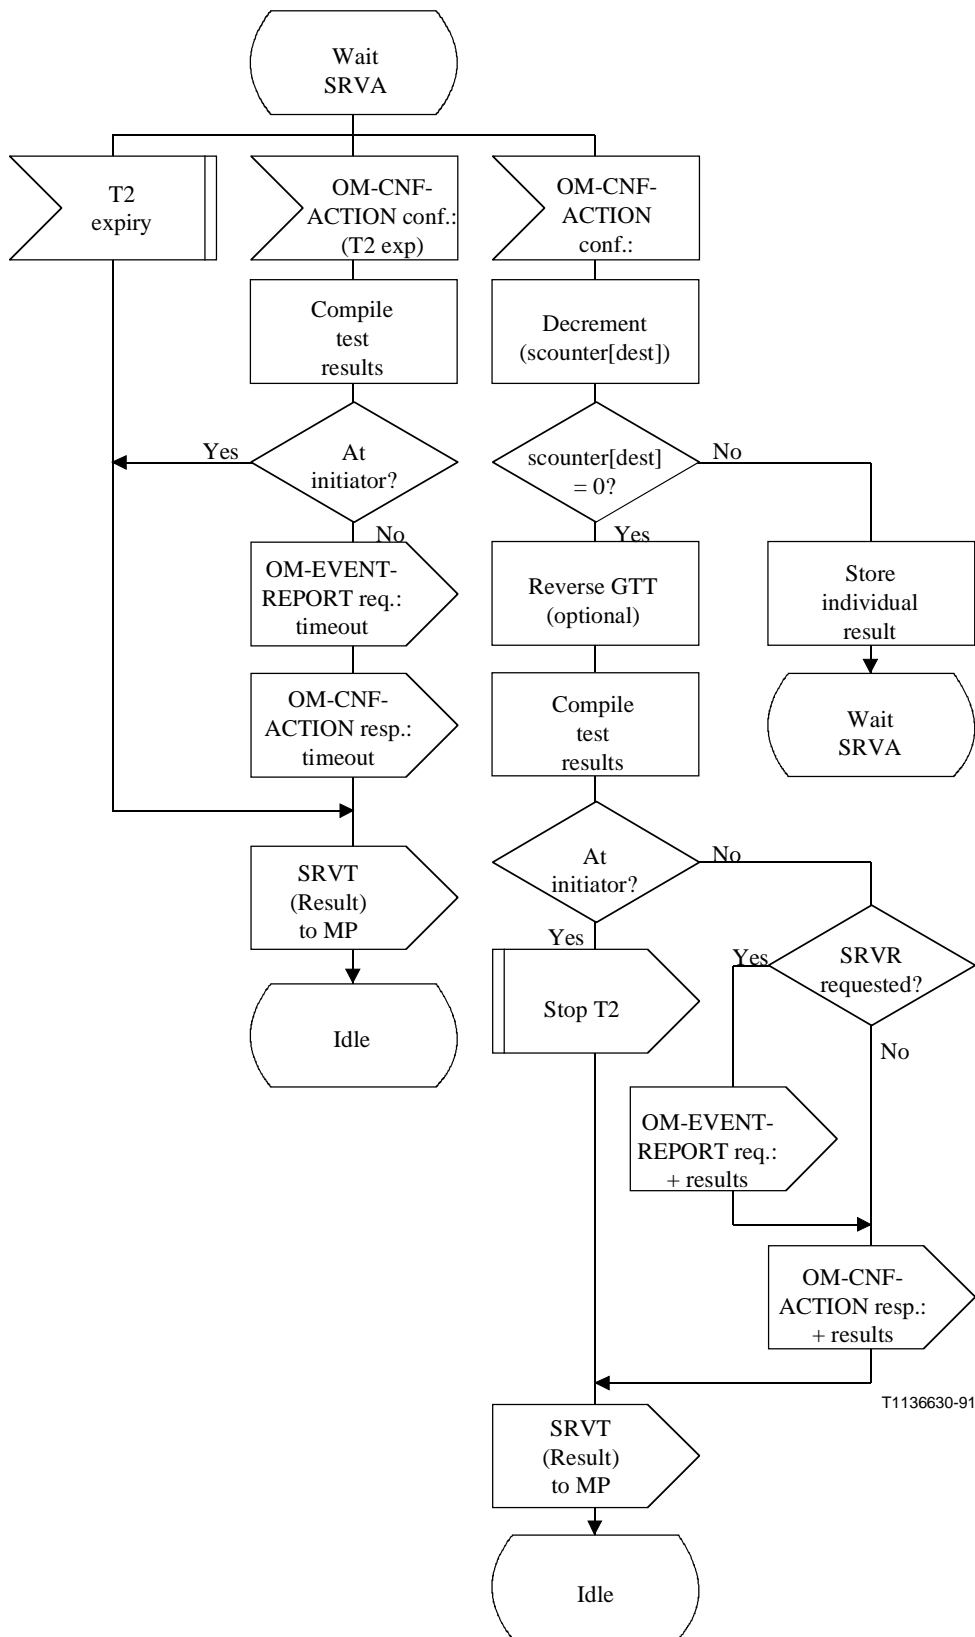 Wait
SRVA
T2
expiry
OM-CNF-
ACTION conf.:
(T2 exp)
OM-CNF-
ACTION
conf.:
Compile
test
results
Decrement
(scounter[dest])
Yes
At
initiator?
No
scounter[dest]
= 0?
No
Yes
OM-EVENT-
REPORT req.:
timeout
Reverse GTT
(optional)
Store
individual
result
OM-CNF-
ACTION resp.:
timeout
Compile
test
results
Wait
SRVA
SRVT
(Result)
to MP
At
initiator?
No
Yes
Yes
SRVR
requested?
No
Idle
Stop T2
OM-EVENT-
REPORT req.:
+ results
OM-CNF-
ACTION resp.:
+ results
T1136630-91
SRVT
(Result)
to MP
Idle